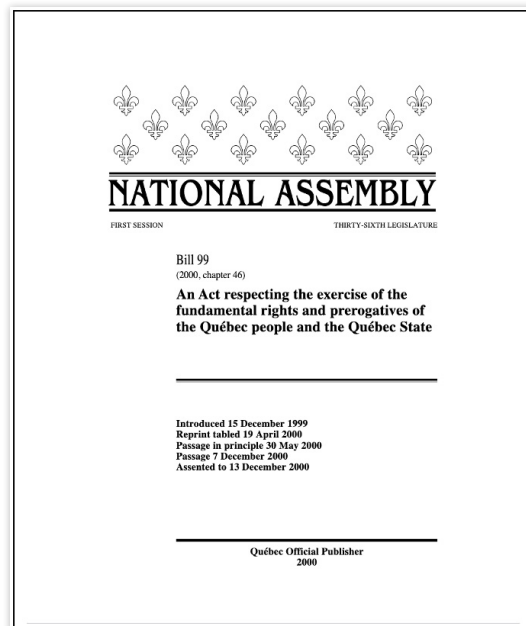 NATIONAL ASSEMBLY
FIRST SESSION THIRTY-SIXTH LEGISLATURE
Bill 99
(2000, chapter 46)
An Act respecting the exercise of the
fundamental rights and prerogatives of
the Québec people and the Québec State
Introduced 15 December 1999
Reprint tabled 19 April 2000
Passage in principle 30 May 2000
Passage 7 December 2000
Assented to 13 December 2000
Québec Official Publisher
2000